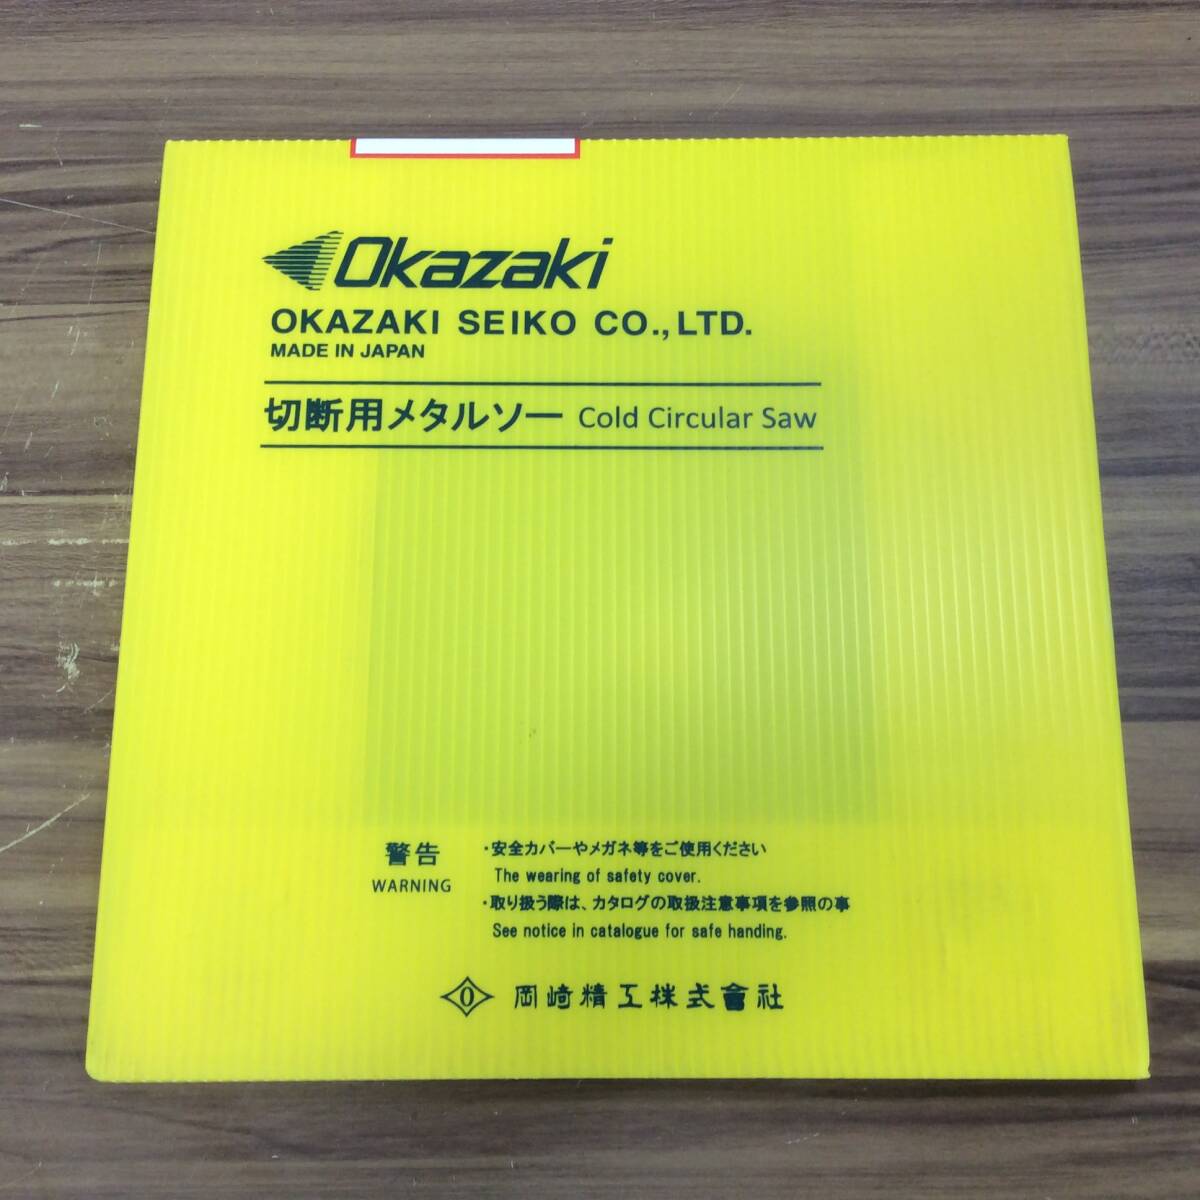 Okazaki
OKAZAKI SEIKO CO.,LTD.
MADE IN JAPAN
切断用メタルソー Cold Circular Saw
警告
WARNING
・安全カバーやメガネ等をご使用ください
The wearing of safety cover.
・取り扱う際は、カタログの取扱注意事項を参照の事
See notice in catalogue for safe handing.
O 岡崎精工株式會社